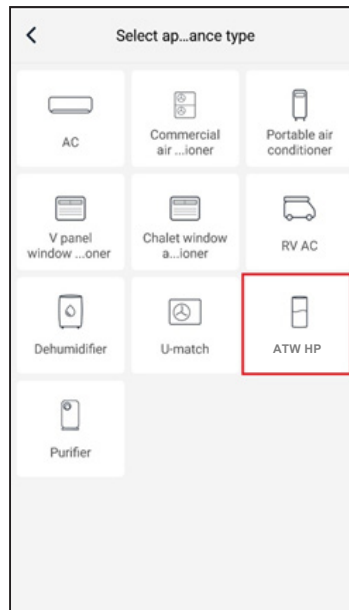 Select ap...ance type
AC
Commercial
air ...ioner
Portable air
conditioner
V panel
window ...oner
Chalet window
a...ioner
RV AC
Dehumidifier
U-match
ATW HP
Purifier